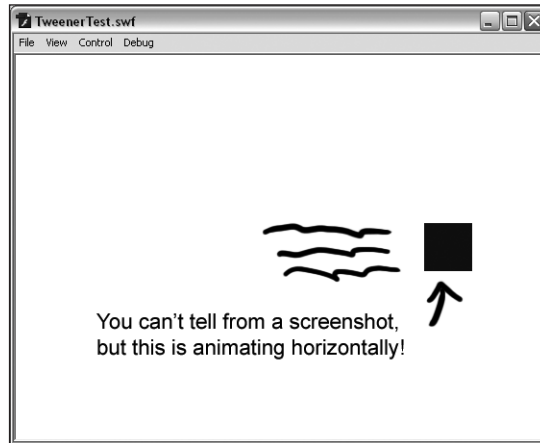 TweenerTest.swf
File View Control Debug
You can't tell from a screenshot,
but this is animating horizontally!